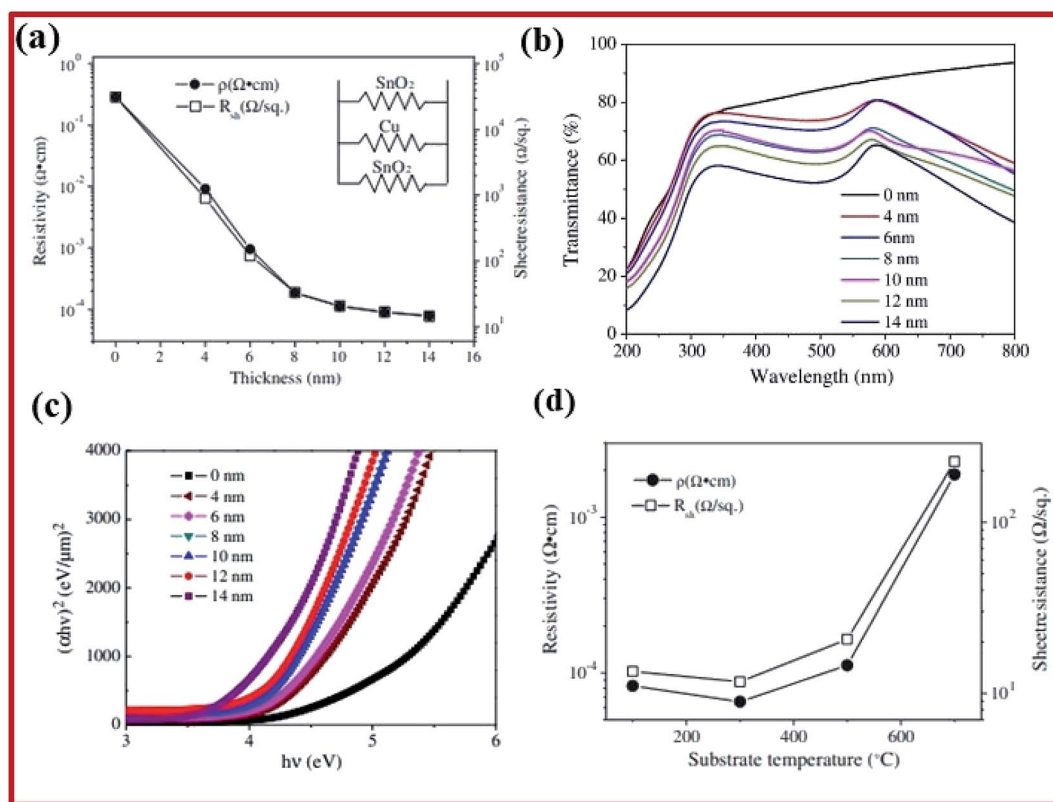 (a)
10⁰
10⁻¹
10⁻²
10⁻³
10⁻⁴
Resistivity (Ω•cm)
ρ(Ω•cm)
Rsh(Ω/sq.)
SnO₂
Cu
SnO₂
10⁵
10⁴
10³
10²
10¹
Sheetresistance (Ω/sq.)
0 2 4 6 8 10 12 14 16
Thickness (nm)
(b)
100
80
60
40
20
0
Transmittance (%)
0 nm
4 nm
6nm
8 nm
10 nm
12 nm
14 nm
200 300 400 500 600 700 800
Wavelength (nm)
(c)
4000
3000
2000
1000
0
(αhν)² (eV/μm)²
0 nm
4 nm
6 nm
8 nm
10 nm
12 nm
14 nm
3 4 5 6
hν (eV)
(d)
10⁻³
10⁻⁴
Resistivity (Ω•cm)
ρ(Ω•cm)
Rsh(Ω/sq.)
10²
10¹
Sheetresistance (Ω/sq.)
200 400 600
Substrate temperature (°C)